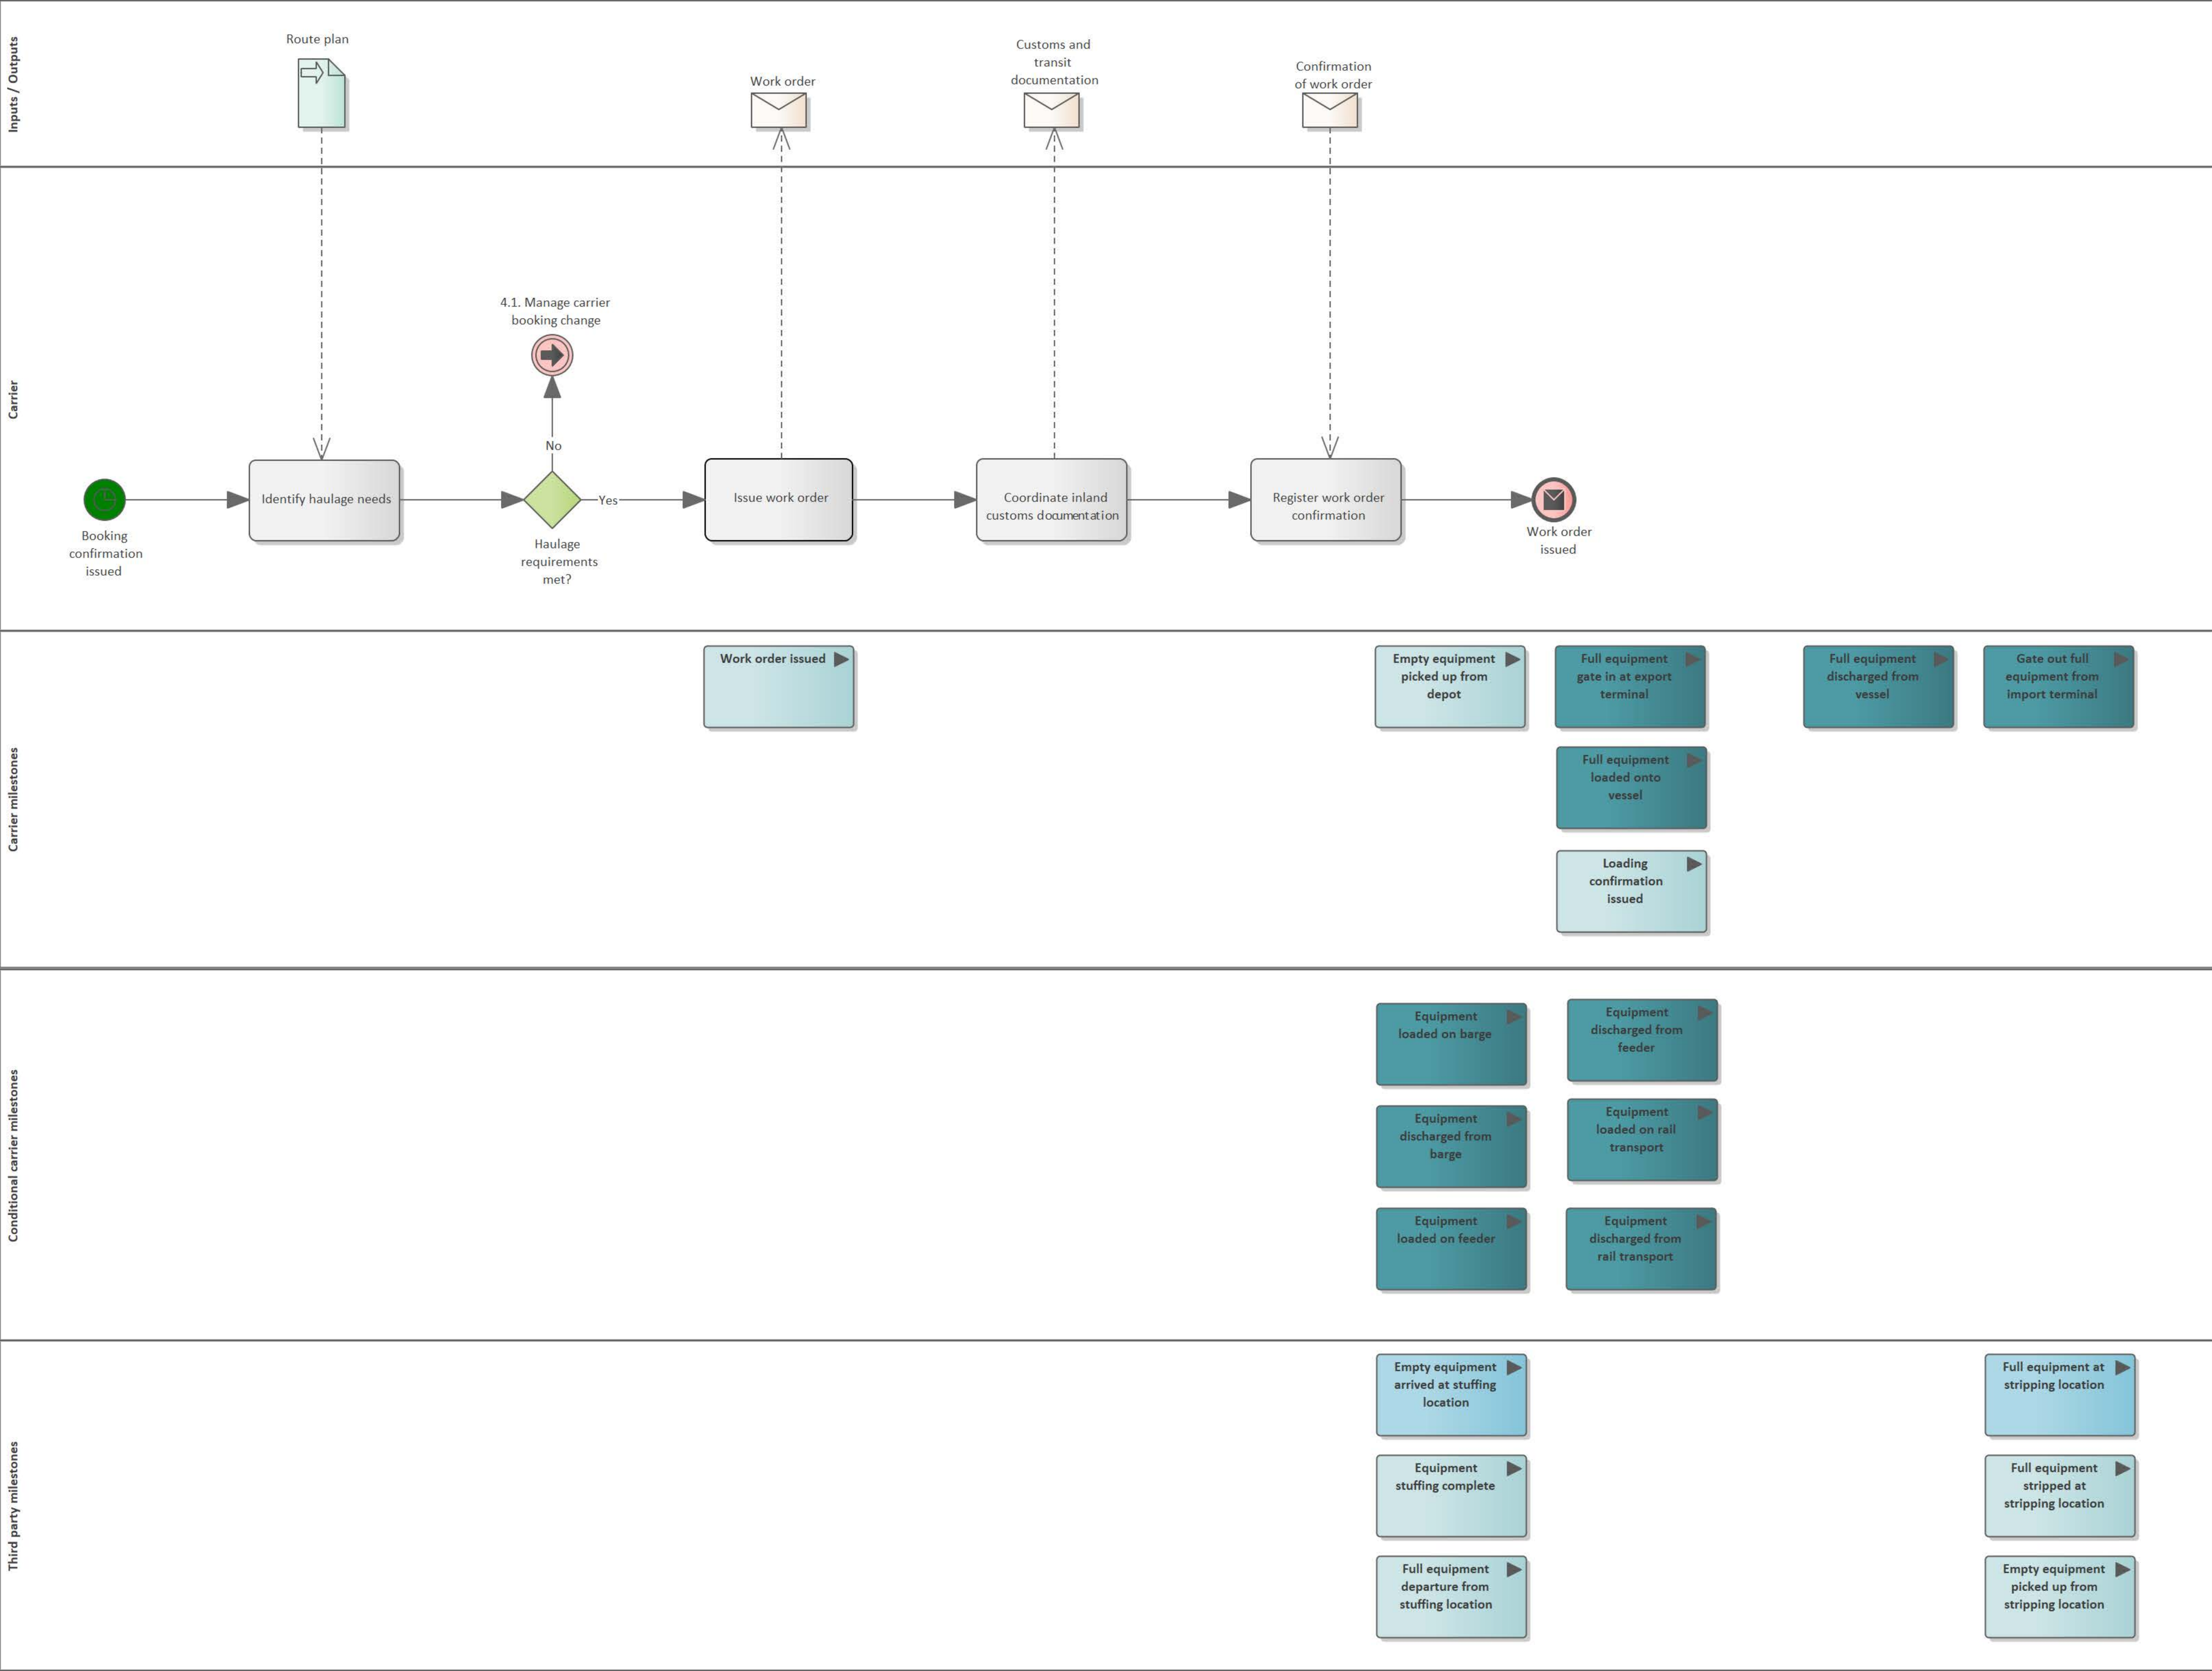 Inputs / Outputs
Route plan
Work order
Customs and
transit
documentation
Confirmation
of work order
Carrier
4.1. Manage carrier
booking change
No
Yes
Booking
confirmation
issued
Identify haulage needs
Haulage
requirements
met?
Issue work order
Coordinate inland
customs documentation
Register work order
confirmation
Work order
issued
Carrier milestones
Work order issued
Empty equipment
picked up from
depot
Full equipment
gate in at export
terminal
Full equipment
discharged from
vessel
Gate out full
equipment from
import terminal
Full equipment
loaded onto
vessel
Loading
confirmation
issued
Conditional carrier milestones
Equipment
loaded on barge
Equipment
discharged from
feeder
Equipment
discharged from
barge
Equipment
loaded on rail
transport
Equipment
loaded on feeder
Equipment
discharged from
rail transport
Third party milestones
Empty equipment
arrived at stuffing
location
Full equipment at
stripping location
Equipment
stuffing complete
Full equipment
stripped at
stripping location
Full equipment
departure from
stuffing location
Empty equipment
picked up from
stripping location